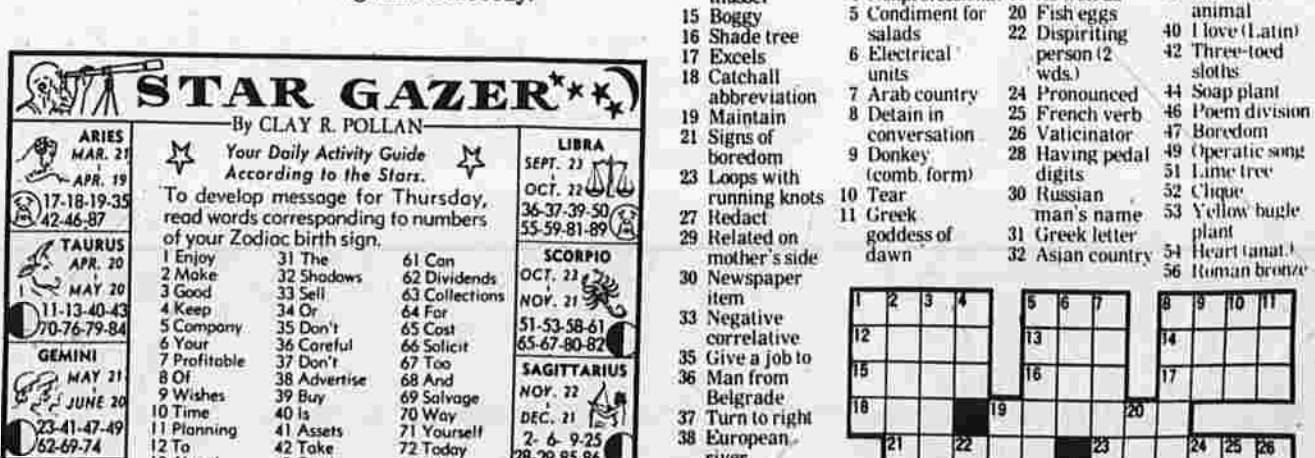 STAR GAZER
By CLAY R. POLLAN
ARIES
MAR. 21
APR. 19
17-18-19-35
42-46-87
TAURUS
APR. 20
MAY 20
11-13-40-43
70-76-79-84
GEMINI
MAY 21
JUNE 20
23-41-47-49
62-69-74
Your Daily Activity Guide
According to the Stars.
To develop message for Thursday,
read words corresponding to numbers
of your Zodiac birth sign.
1 Enjoy
2 Make
3 Good
4 Keep
5 Company
6 Your
7 Profitable
8 Of
9 Wishes
10 Time
11 Planning
12 To
31 The
32 Shadows
33 Sell
34 Or
35 Don't
36 Careful
37 Don't
38 Advertise
39 Buy
40 Is
41 Assets
42 Take
61 Can
62 Dividends
63 Collections
64 For
65 Cost
66 Solicit
67 Too
68 And
69 Salvage
70 Way
71 Yourself
72 Today
LIBRA
SEPT. 23
OCT. 22
36-37-39-50
55-59-81-89
SCORPIO
OCT. 23
NOV. 21
51-53-58-61
65-67-80-82
SAGITTARIUS
NOV. 22
DEC. 21
2- 6- 9-25
28-29-85-86
15 Boggy
16 Shade tree
17 Excels
18 Catchall
abbreviation
19 Maintain
21 Signs of
boredom
23 Loops with
running knots
27 Redact
29 Related on
mother's side
30 Newspaper
item
33 Negative
correlative
35 Give a job to
36 Man from
Belgrade
37 Turn to right
38 European
river
5 Condiment for
salads
6 Electrical
units
7 Arab country
8 Detain in
conversation
9 Donkey
(comb. form)
10 Tear
11 Greek
goddess of
dawn
20 Fish eggs
22 Dispiriting
person (2
wds.)
24 Pronounced
25 French verb
26 Vaticinator
28 Having pedal
digits
30 Russian
man's name
31 Greek letter
32 Asian country
animal
40 I love (Latin)
42 Three-toed
sloths
44 Soap plant
46 Poem division
47 Boredom
49 Operatic song
51 Lime tree
52 Clique
53 Yellow bugle
plant
54 Heart (anat.)
56 Roman bronze
1 2 3 4 5 6 7 8 9 10 11
12 13 14
15 16 17
18 19 20
21 22 23 24 25 26